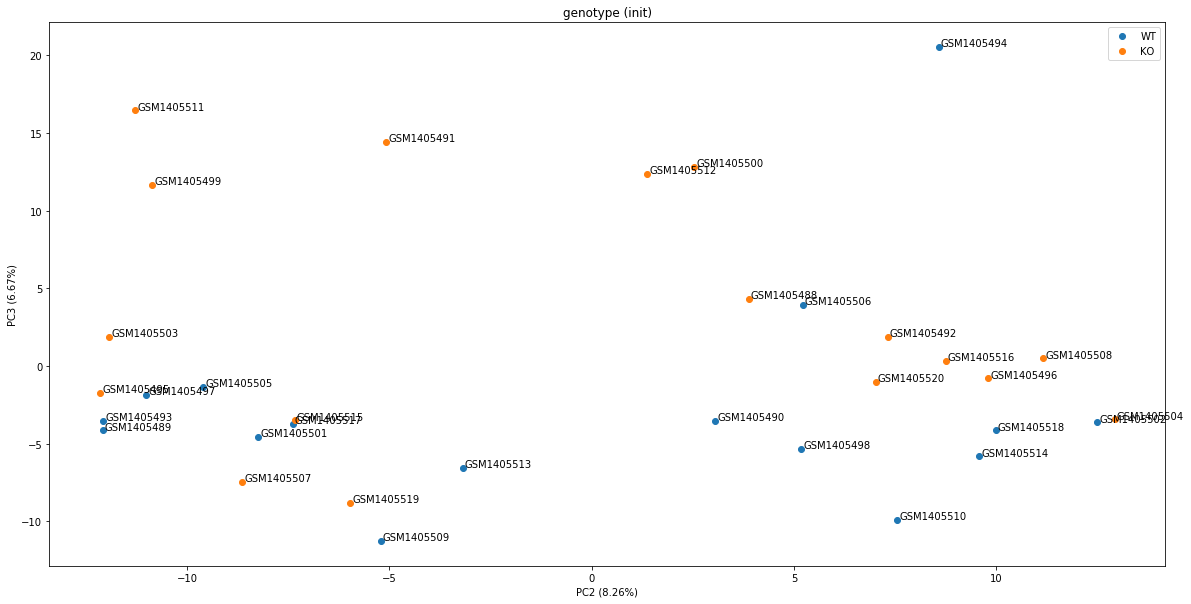 genotype (init)
WT
KO
GSM1405494
GSM1405511
GSM1405491
GSM1405500
GSM1405512
GSM1405499
GSM1405488
GSM1405506
GSM1405503
GSM1405492
GSM1405516
GSM1405508
GSM1405520
GSM1405496
GSM1405505
GSM1405495
GSM1405497
GSM1405493
GSM1405489
GSM1405515
GSM1405517
GSM1405501
GSM1405490
GSM1405504
GSM1405502
GSM1405518
GSM1405498
GSM1405514
GSM1405513
GSM1405507
GSM1405519
GSM1405510
GSM1405509
20
15
10
5
0
−5
−10
PC3 (6.67%)
−10
−5
0
5
10
PC2 (8.26%)